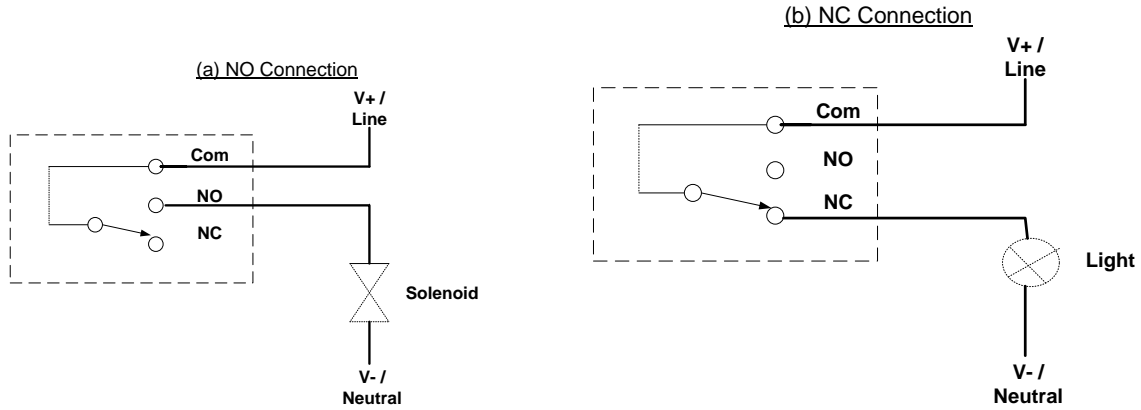 (a) NO Connection
V+ /
Line
Com
NO
NC
Solenoid
V- /
Neutral
(b) NC Connection
V+ /
Line
Com
NO
NC
Light
V- /
Neutral